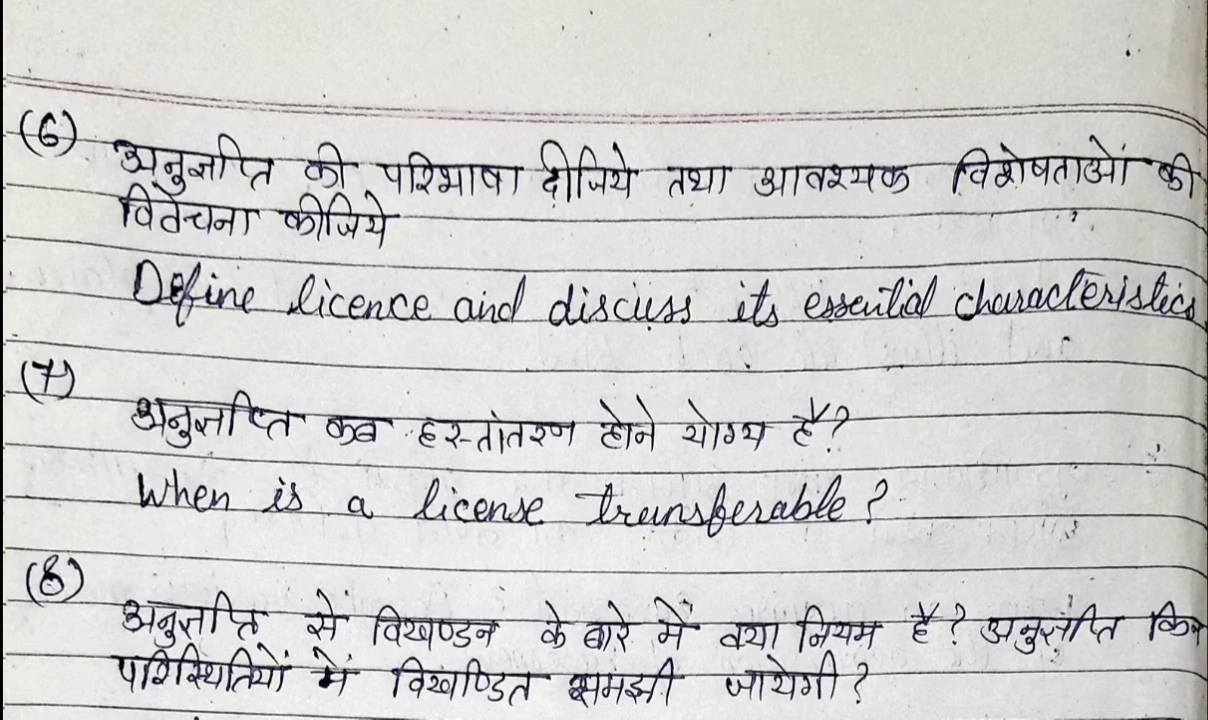 (6) अनुज्ञप्ति की परिभाषा दीजिये तथा आवश्यक विशेषताओं की
विवेचना कीजिये
Define licence and discuss its essential characteristics
(7) अनुज्ञप्ति कब हस्तांतरण होने योग्य है?
When is a license transferable?
(8) अनुज्ञप्ति से विखण्डन के बारे में क्या नियम है? अनुज्ञप्ति किन
परिस्थितियों में विखण्डित समझी जायेगी?